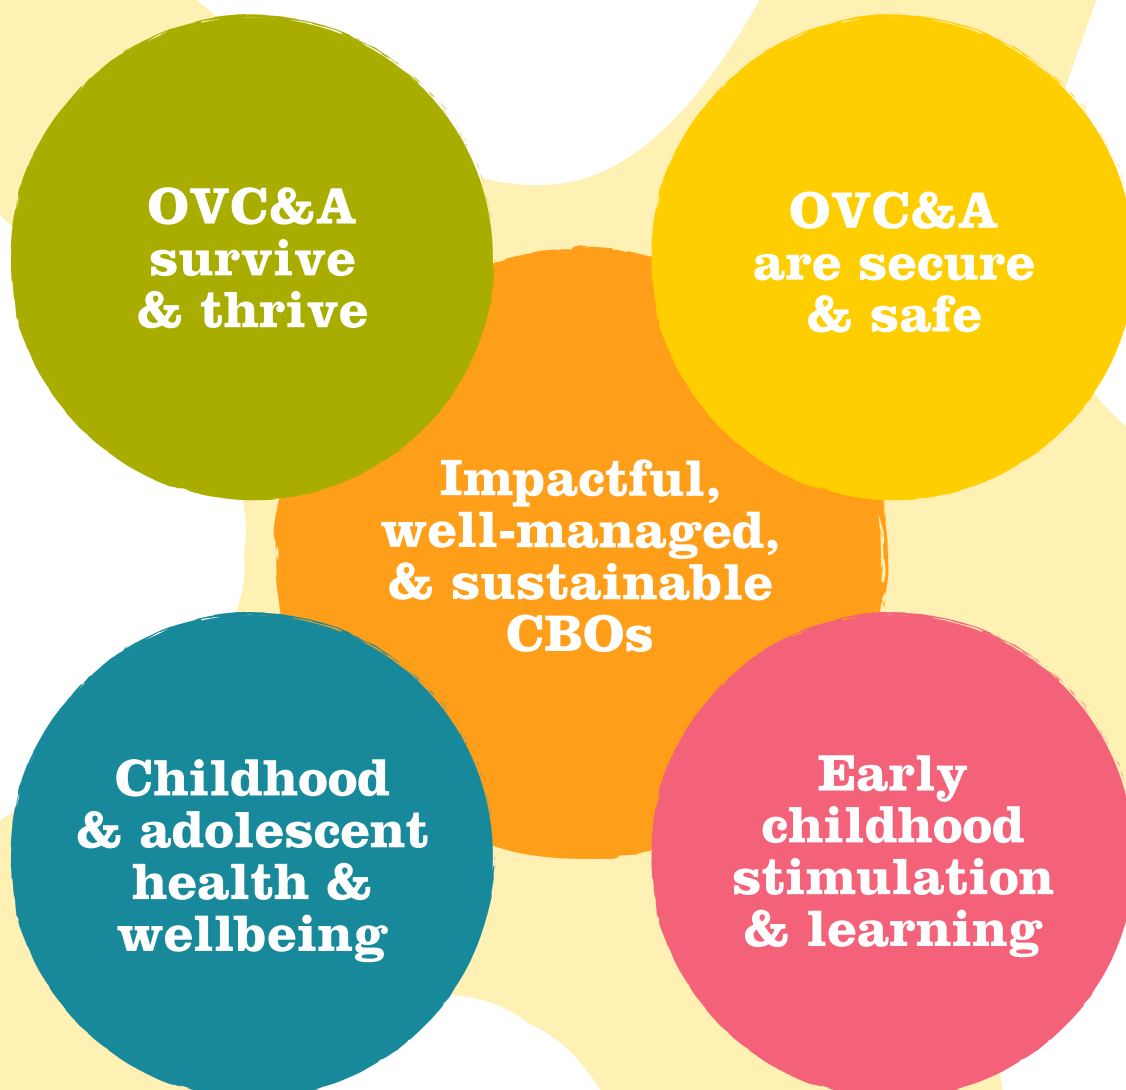 OVC&A
survive
& thrive
OVC&A
are secure
& safe
Impactful,
well-managed,
& sustainable
CBOs
Childhood
& adolescent
health &
wellbeing
Early
childhood
stimulation
& learning